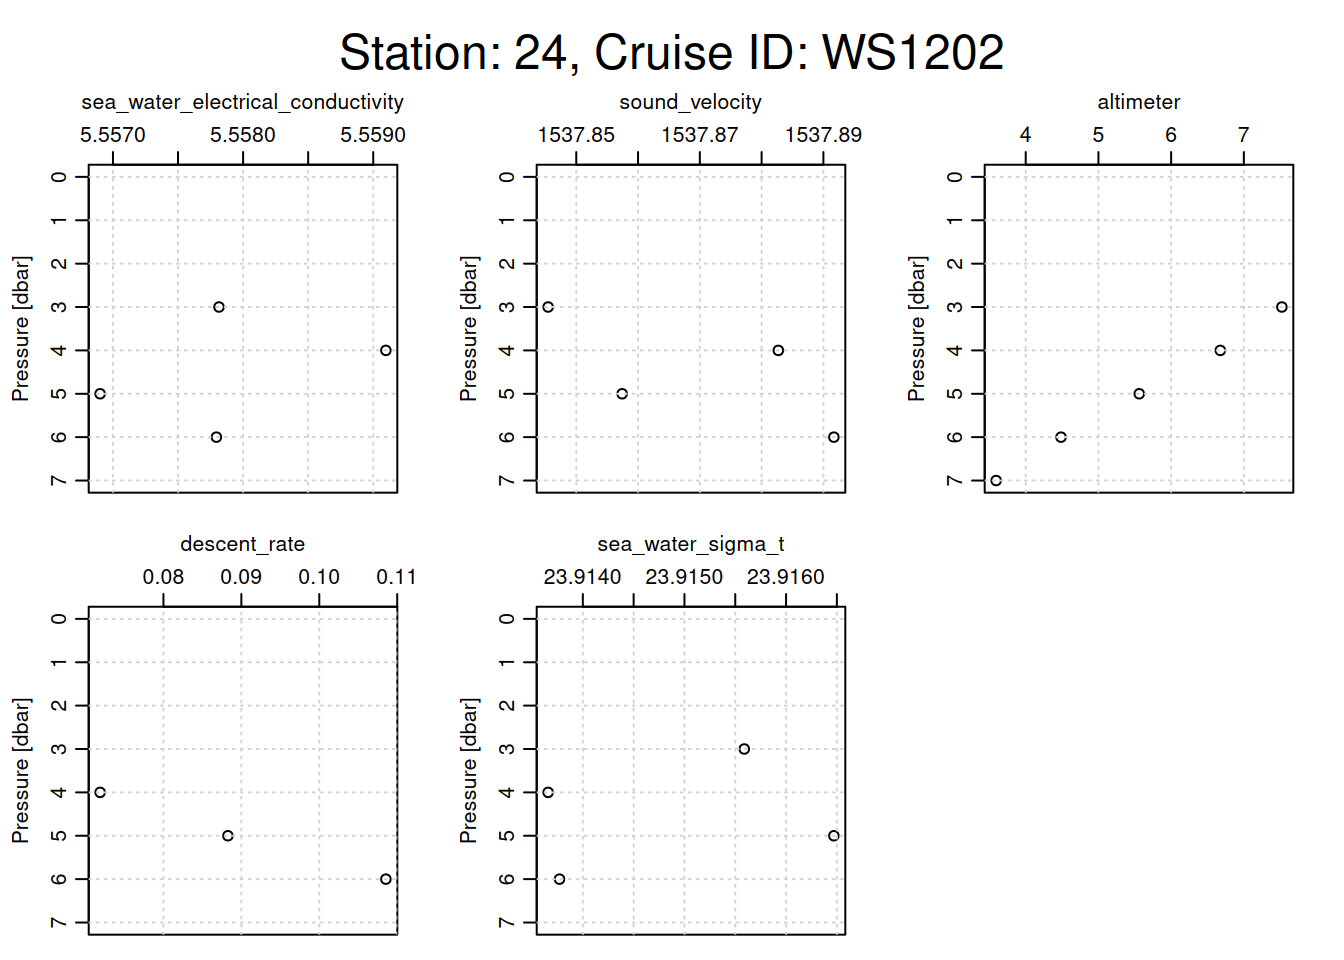 Station: 24, Cruise ID: WS1202
sea_water_electrical_conductivity
5.5570 5.5580 5.5590
0
1
2
3
4
5
6
7
Pressure [dbar]
sound_velocity
1537.85 1537.87 1537.89
0
1
2
3
4
5
6
7
Pressure [dbar]
altimeter
4 5 6 7
0
1
2
3
4
5
6
7
Pressure [dbar]
descent_rate
0.08 0.09 0.10 0.11
0
1
2
3
4
5
6
7
Pressure [dbar]
sea_water_sigma_t
23.9140 23.9150 23.9160
0
1
2
3
4
5
6
7
Pressure [dbar]